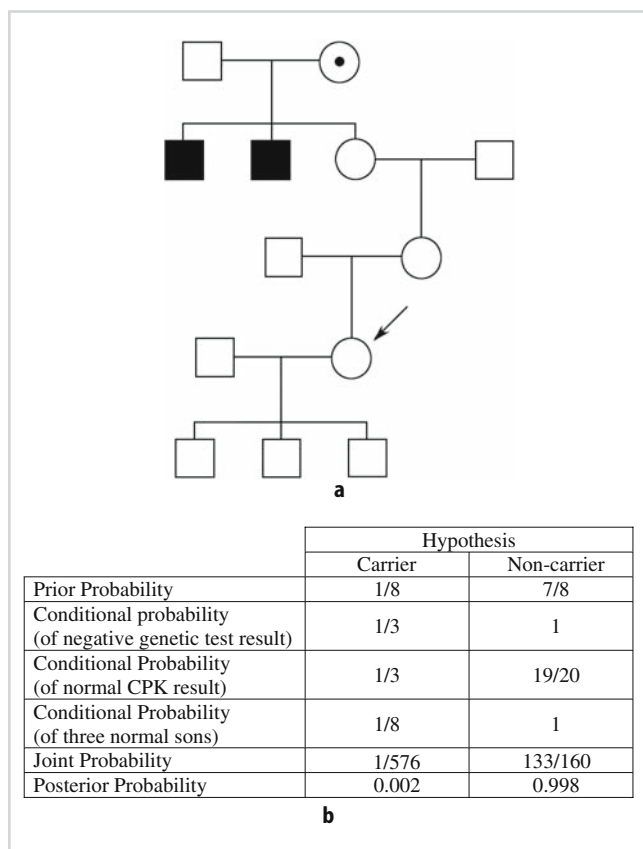 a
Hypothesis
Carrier Non-carrier
Prior Probability 1/8 7/8
Conditional probability
(of negative genetic test result) 1/3 1
Conditional Probability
(of normal CPK result) 1/3 19/20
Conditional Probability
(of three normal sons) 1/8 1
Joint Probability 1/576 133/160
Posterior Probability 0.002 0.998
b